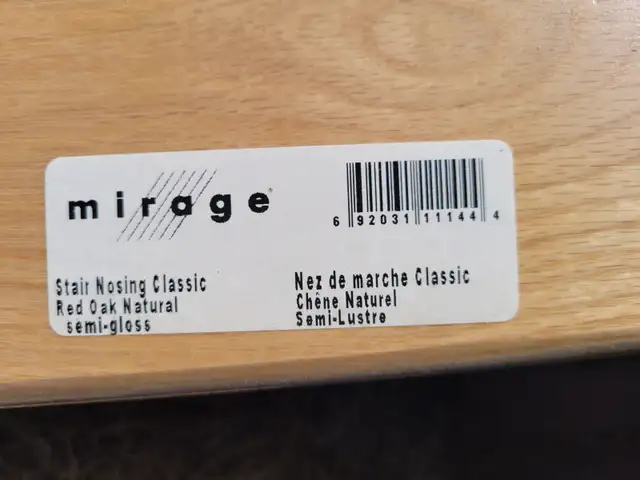 mirage
6 92031 11144 4
Stair Nosing Classic
Red Oak Natural
semi-gloss
Nez de marche Classic
Chêne Naturel
Semi-Lustre